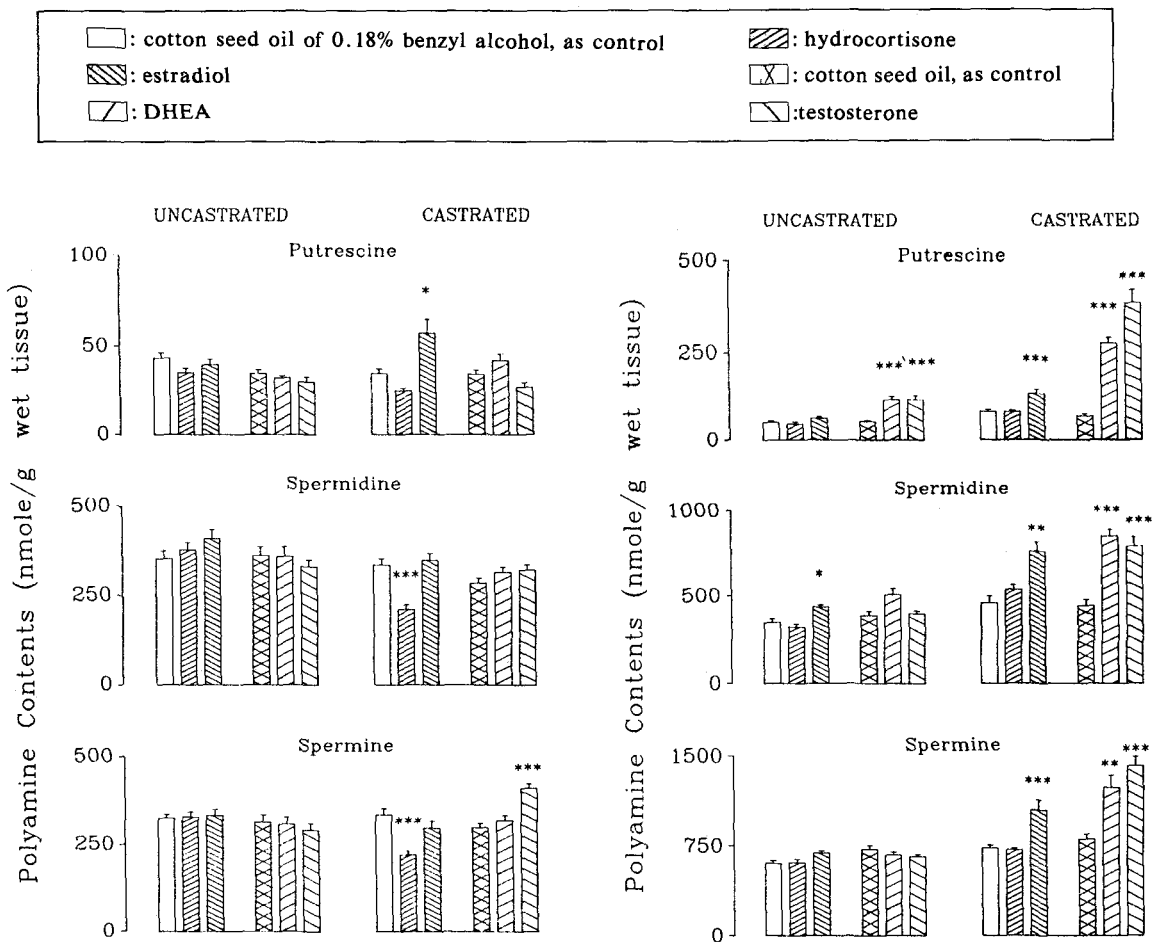 : cotton seed oil of 0.18% benzyl alcohol, as control
: estradiol
: DHEA
: hydrocortisone
: cotton seed oil, as control
:testosterone
UNCASTRATED
CASTRATED
Putrescine
100
50
0
*
Spermidine
500
250
0
***
Spermine
500
250
0
***
***
Polyamine Contents (nmole/g wet tissue)
UNCASTRATED
CASTRATED
Putrescine
500
250
0
***
***
***
***
***
Spermidine
1000
500
0
*
**
***
***
Spermine
1500
750
0
***
**
***
Polyamine Contents (nmole/g wet tissue)